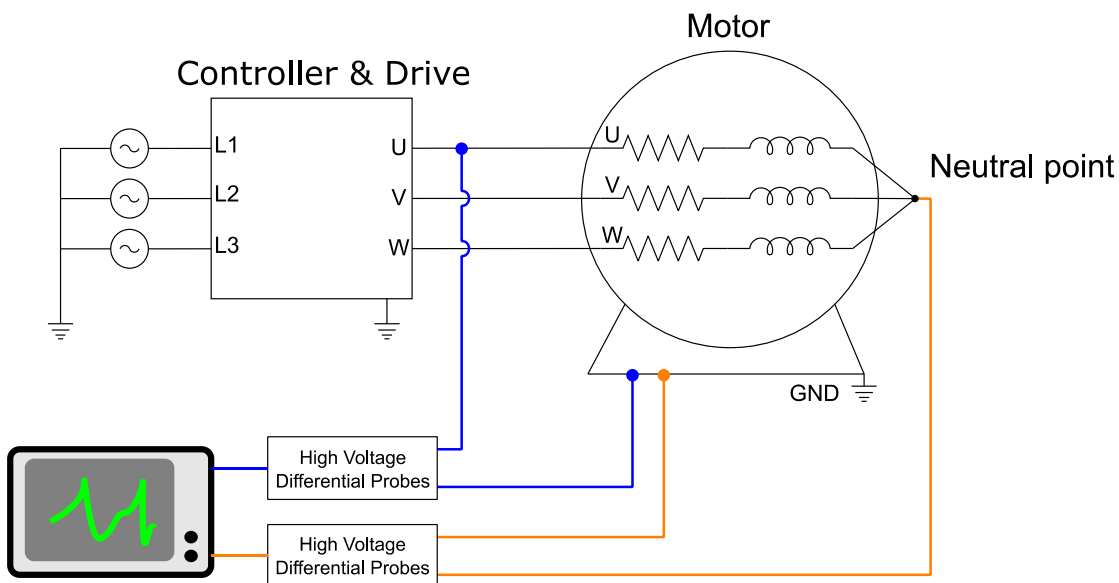 Motor
Controller & Drive
L1
U
U
Neutral point
L2
V
V
L3
W
W
GND
High Voltage
Differential Probes
High Voltage
Differential Probes